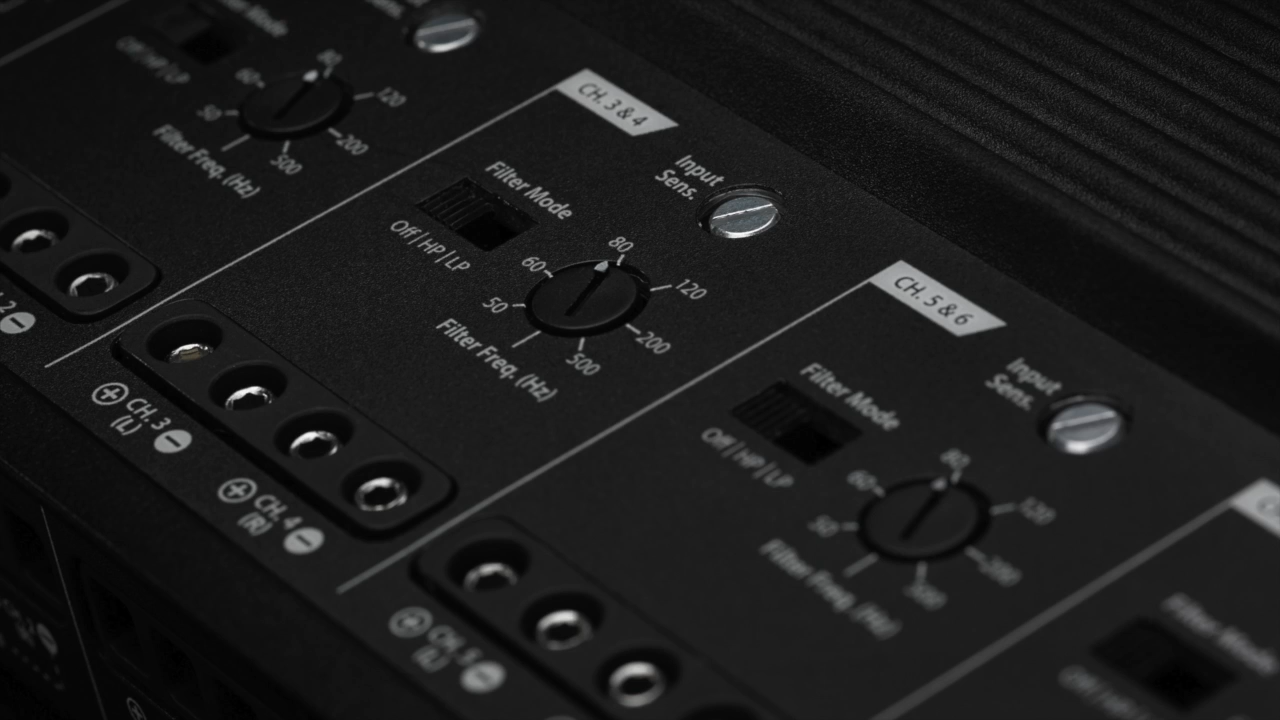 Off | HP | LP
60
80
120
50
200
500
Filter Freq. (Hz)
CH. 3 & 4
Input
Sens.
Filter Mode
Off | HP | LP
80
60
120
50
200
500
Filter Freq. (Hz)
CH. 3
(L)
CH. 4
(R)
CH. 5 & 6
Input
Sens.
Filter Mode
Off | HP | LP
80
60
120
50
200
500
Filter Freq. (Hz)
CH. 5
(L)
Filter Mode